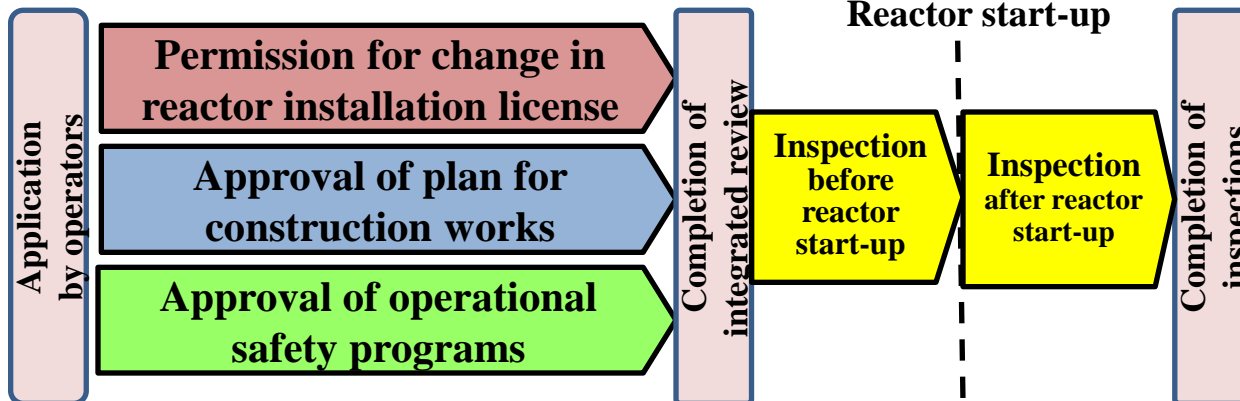 Reactor start-up
Application
by operators
Permission for change in
reactor installation license
Approval of plan for
construction works
Approval of operational
safety programs
Completion of
integrated review
Inspection
before
reactor
start-up
Inspection
after reactor
start-up
Completion of
inspections